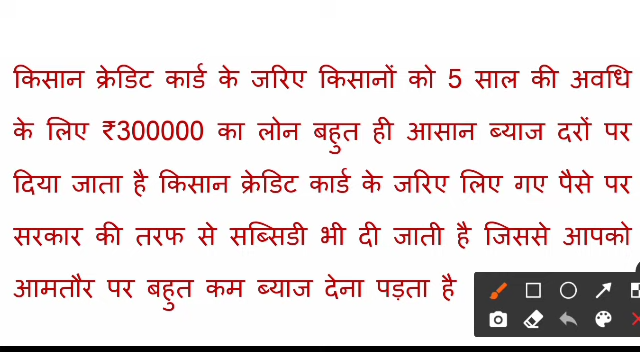 किसान क्रेडिट कार्ड के जरिए किसानों को 5 साल की अवधि
के लिए ₹300000 का लोन बहुत ही आसान ब्याज दरों पर
दिया जाता है किसान क्रेडिट कार्ड के जरिए लिए गए पैसे पर
सरकार की तरफ से सब्सिडी भी दी जाती है जिससे आपको
आमतौर पर बहुत कम ब्याज देना पड़ता है